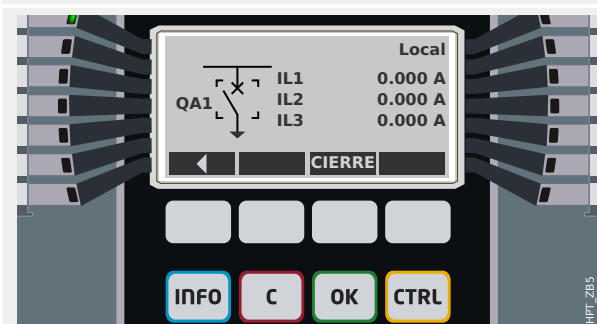 Local
IL1 0.000 A
QA1 IL2 0.000 A
IL3 0.000 A
CIERRE
INFO C OK CTRL
HPT_ZB5